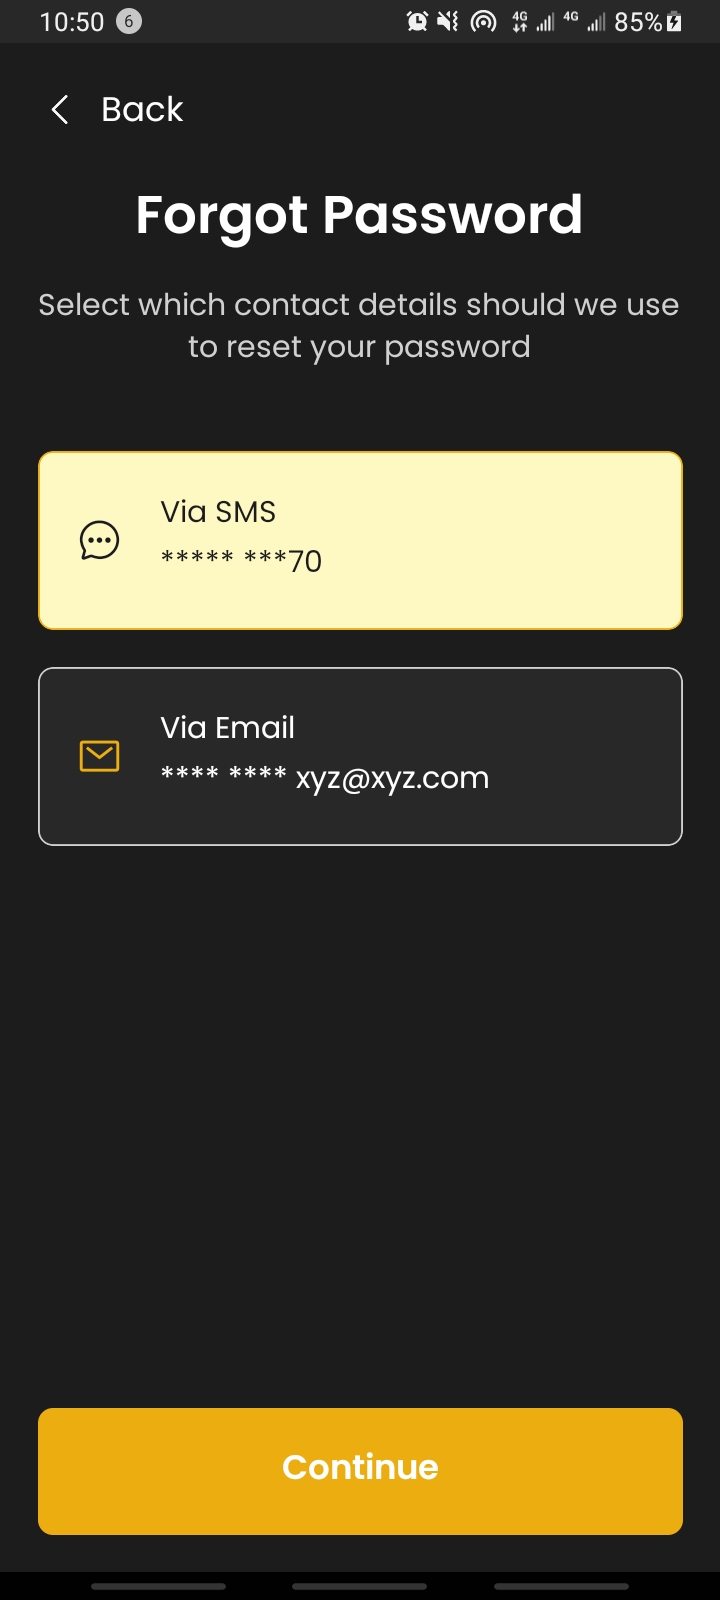 10:50 6 4G 4G 85%
Back
Forgot Password
Select which contact details should we use
to reset your password
Via SMS
***** ***70
Via Email
**** **** xyz@xyz.com
Continue